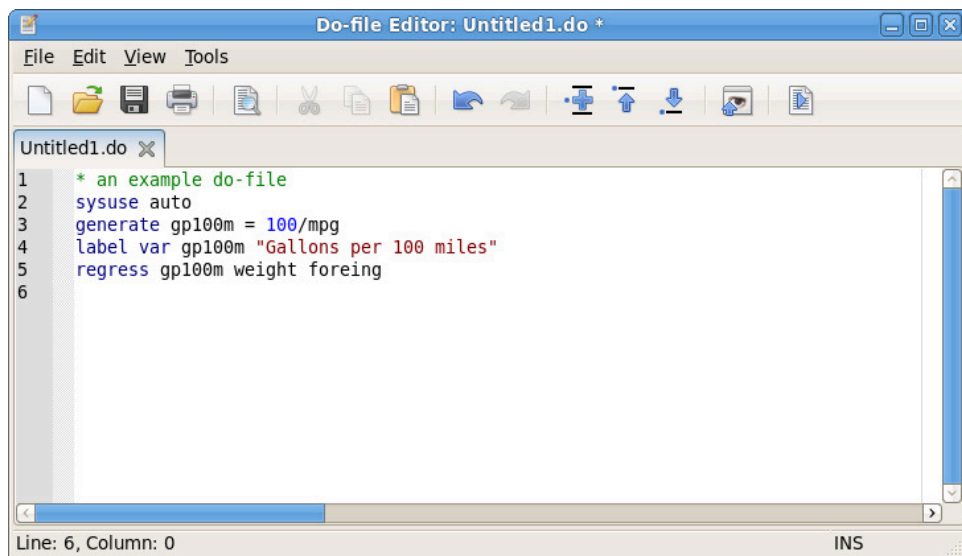 Do-file Editor: Untitled1.do *
File Edit View Tools
Untitled1.do
1 * an example do-file
2 sysuse auto
3 generate gp100m = 100/mpg
4 label var gp100m "Gallons per 100 miles"
5 regress gp100m weight foreing
6
Line: 6, Column: 0 INS